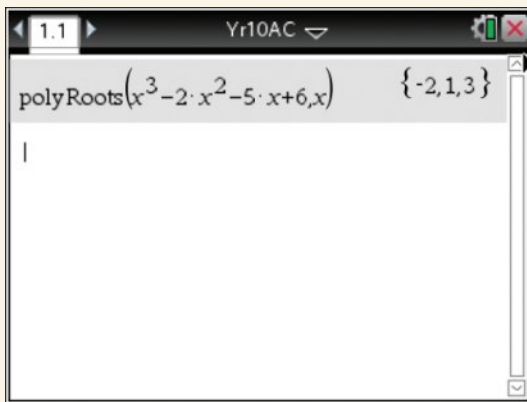 1.1 Yr10AC
polyRoots(x³-2·x²-5·x+6,x) {-2,1,3}